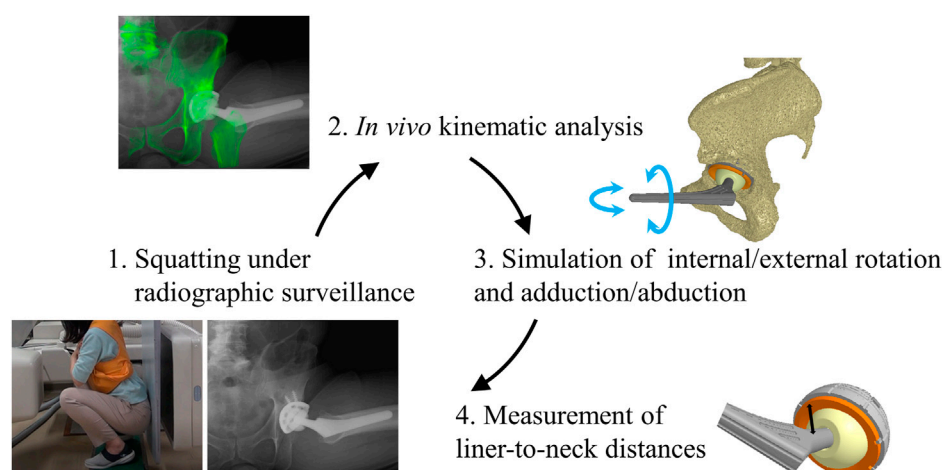 2. In vivo kinematic analysis
1. Squatting under
radiographic surveillance
3. Simulation of internal/external rotation
and adduction/abduction
4. Measurement of
liner-to-neck distances